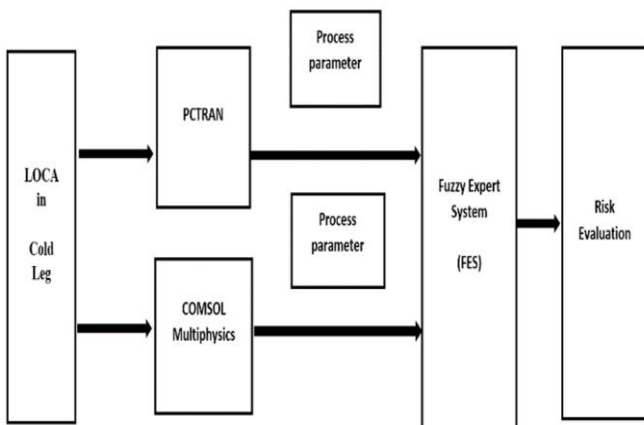 LOCA
in
Cold
Leg
PCTRAN
Process
parameter
COMSOL
Multiphysics
Process
parameter
Fuzzy Expert
System
(FES)
Risk
Evaluation